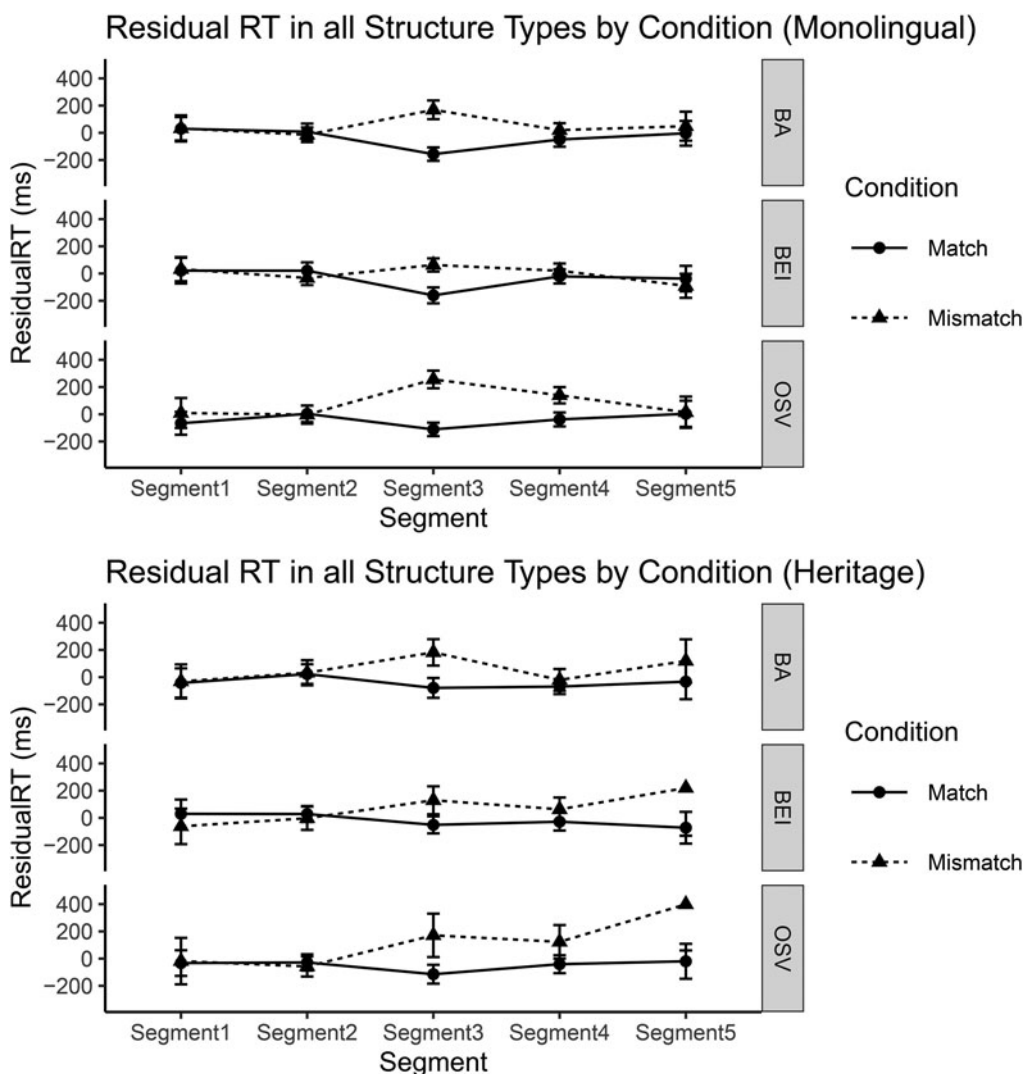 Residual RT in all Structure Types by Condition (Monolingual)
400
200
0
−200
BA
400
200
0
−200
BEI
400
200
0
−200
OSV
ResidualRT (ms)
Segment1 Segment2 Segment3 Segment4 Segment5
Segment
Condition
Match
Mismatch
Residual RT in all Structure Types by Condition (Heritage)
400
200
0
−200
BA
400
200
0
−200
BEI
400
200
0
−200
OSV
ResidualRT (ms)
Segment1 Segment2 Segment3 Segment4 Segment5
Segment
Condition
Match
Mismatch